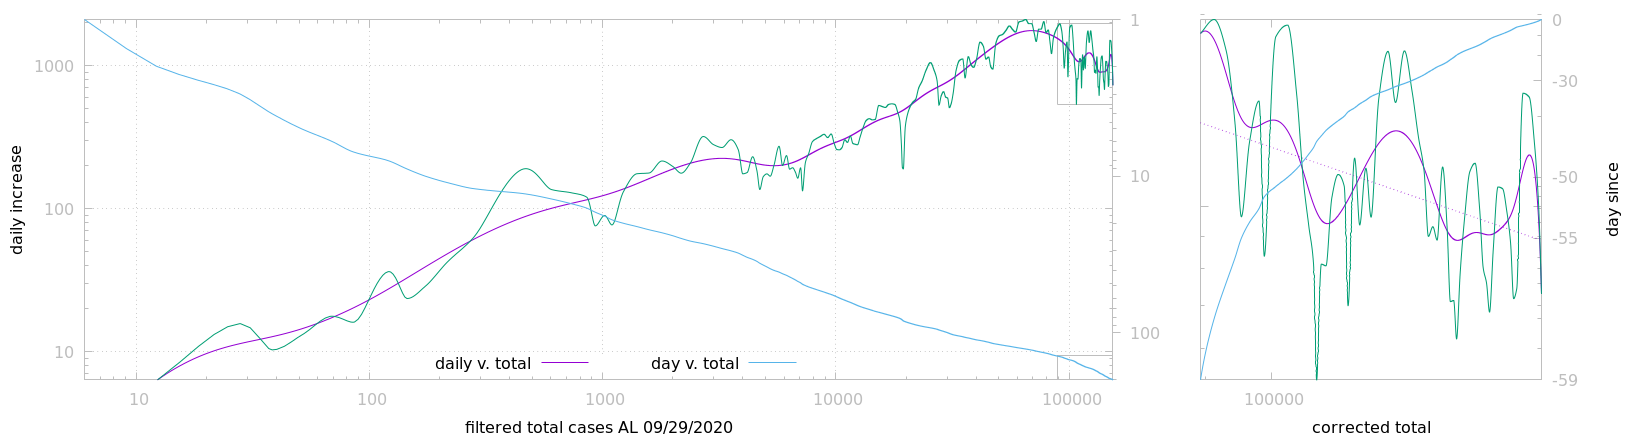 daily increase
1000
100
10
10
100
1000
10000
100000
filtered total cases AL 09/29/2020
daily v. total
day v. total
1
10
100
100000
corrected total
0
-30
-50
-55
-59
day since